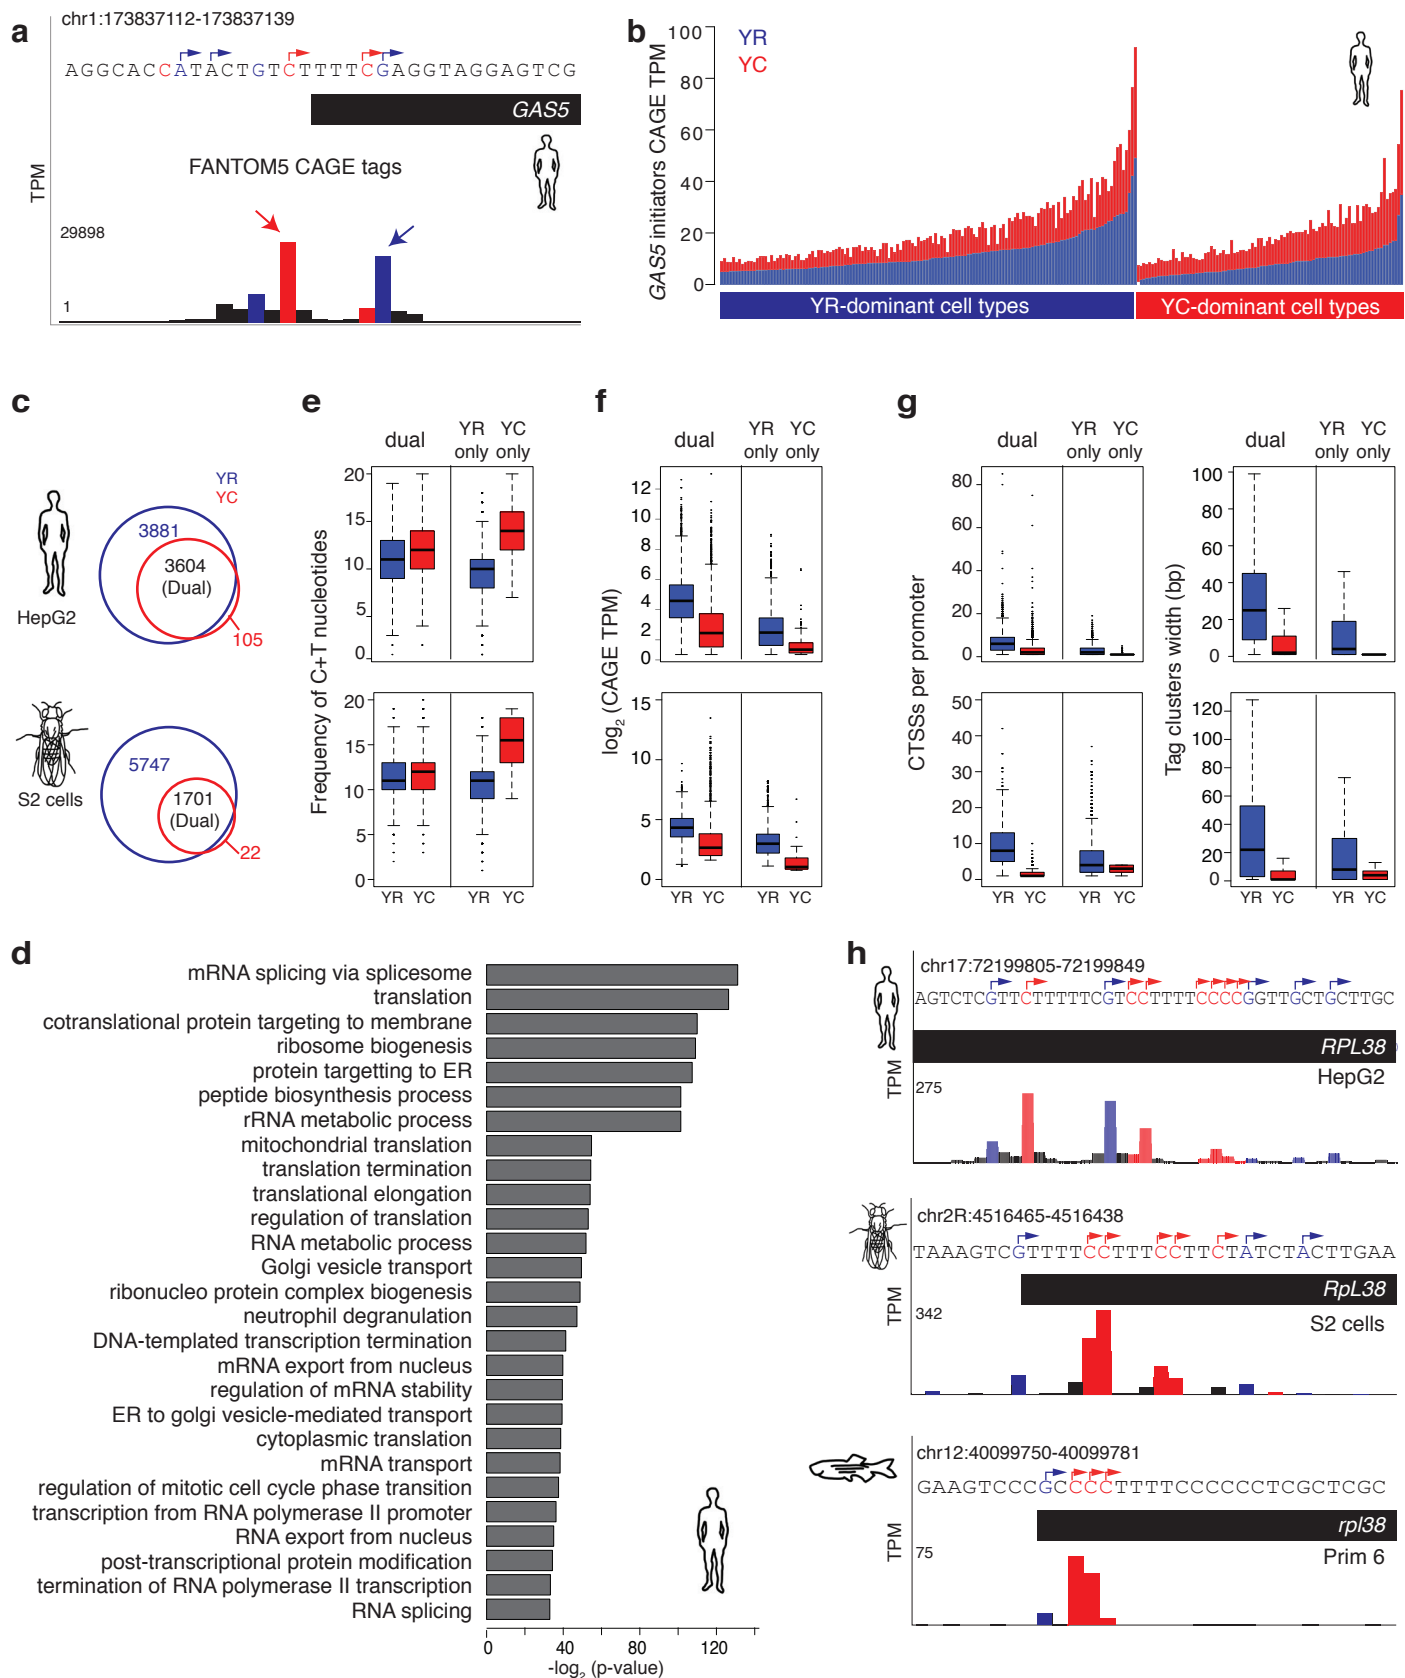 a
chr1:173837112-173837139
AGGCACCATACTGTCTTTTCGAGGTAGGAGTCG
GAS5
FANTOM5 CAGE tags
TPM
29898
1
b
YR
YC
GAS5 initiators CAGE TPM
100
80
60
40
20
0
YR-dominant cell types
YC-dominant cell types
c
YR
YC
3881
3604
(Dual)
105
HepG2
5747
1701
(Dual)
22
S2 cells
e
dual
YR only
YC only
Frequency of C+T nucleotides
20
15
10
5
0
20
15
10
5
0
YR YC
YR YC
f
dual
YR only
YC only
log2 (CAGE TPM)
12
8
6
4
2
0
15
10
5
0
YR YC
YR YC
g
dual
YR only
YC only
CTSSs per promoter
80
60
40
20
0
50
40
30
20
10
0
YR YC
YR YC
dual
YR only
YC only
Tag clusters width (bp)
100
80
60
40
20
0
120
100
80
60
40
20
0
YR YC
YR YC
d
mRNA splicing via splicesome
translation
cotranslational protein targeting to membrane
ribosome biogenesis
protein targetting to ER
peptide biosynthesis process
rRNA metabolic process
mitochondrial translation
translation termination
translational elongation
regulation of translation
RNA metabolic process
Golgi vesicle transport
ribonucleo protein complex biogenesis
neutrophil degranulation
DNA-templated transcription termination
mRNA export from nucleus
regulation of mRNA stability
ER to golgi vesicle-mediated transport
cytoplasmic translation
mRNA transport
regulation of mitotic cell cycle phase transition
transcription from RNA polymerase II promoter
RNA export from nucleus
post-transcriptional protein modification
termination of RNA polymerase II transcription
RNA splicing
0 40 80 120
-log2 (p-value)
h
chr17:72199805-72199849
AGTCTCGTTCTTTTTCGTCCTTTTCCCCGGTTGCTGCTTGC
RPL38
HepG2
TPM
275
chr2R:4516465-4516438
TAAAGTCGTTTTCCTTTCCTTCTATCTACTTGAA
RpL38
S2 cells
TPM
342
chr12:40099750-40099781
GAAGTCCCGCCCCTTTTCCCCCCTCGCTCGC
rpl38
Prim 6
TPM
75